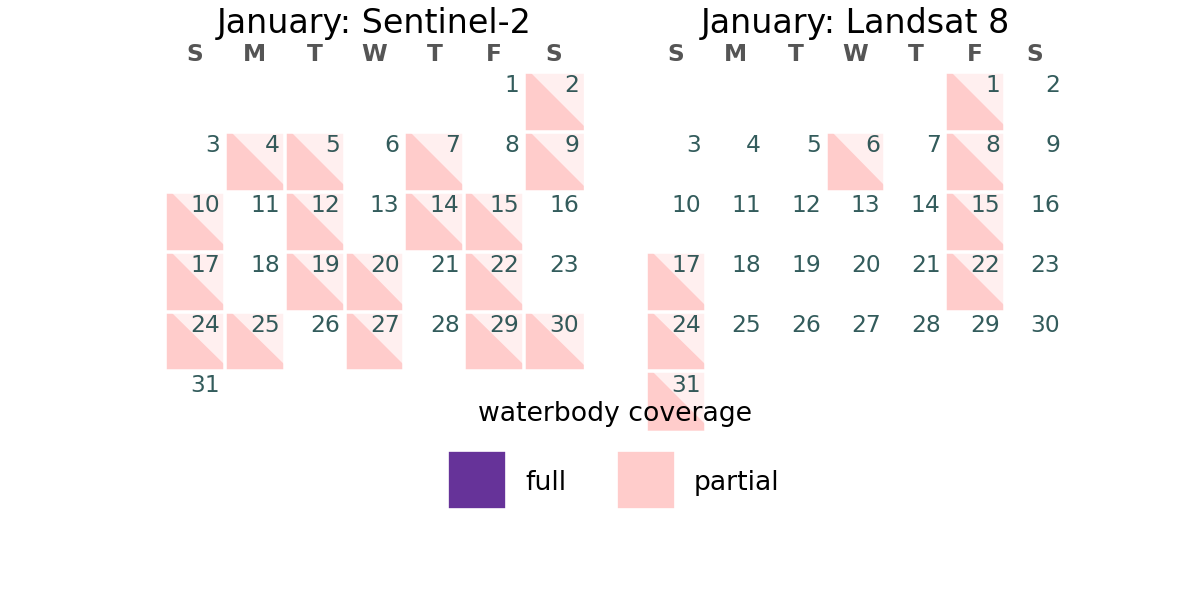 January: Sentinel-2
S M T W T F S
1 2
3 4 5 6 7 8 9
10 11 12 13 14 15 16
17 18 19 20 21 22 23
24 25 26 27 28 29 30
31
January: Landsat 8
S M T W T F S
1 2
3 4 5 6 7 8 9
10 11 12 13 14 15 16
17 18 19 20 21 22 23
24 25 26 27 28 29 30
31
waterbody coverage
full partial